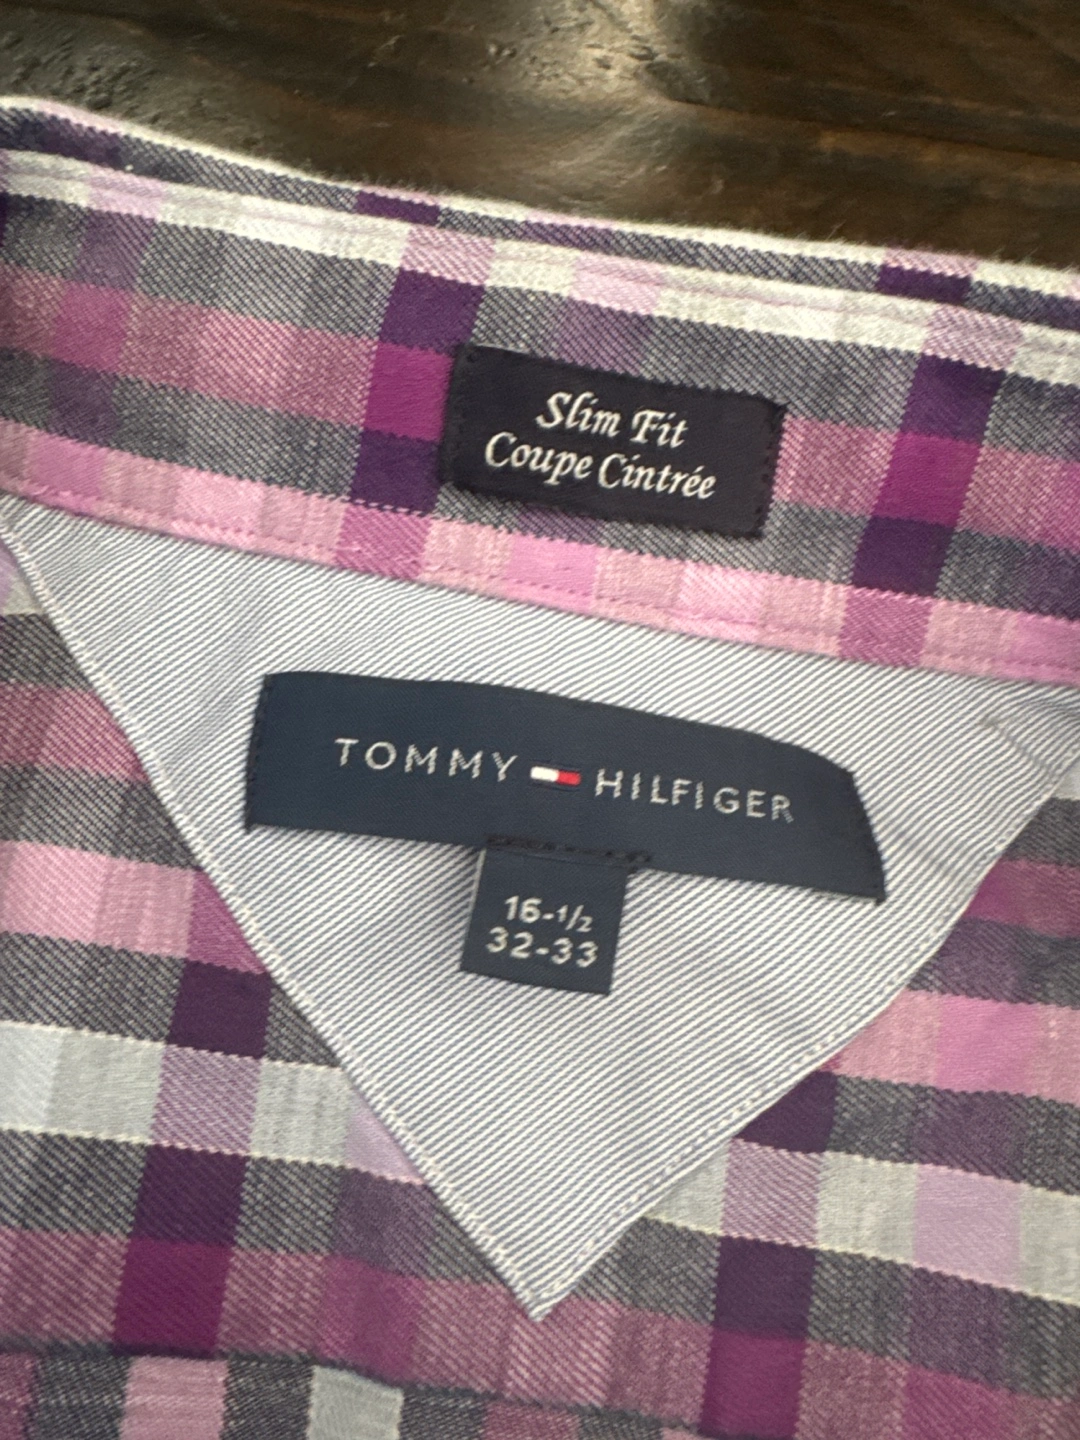 Slim Fit
Coupe Cintrée
TOMMY HILFIGER
16-1/2
32-33